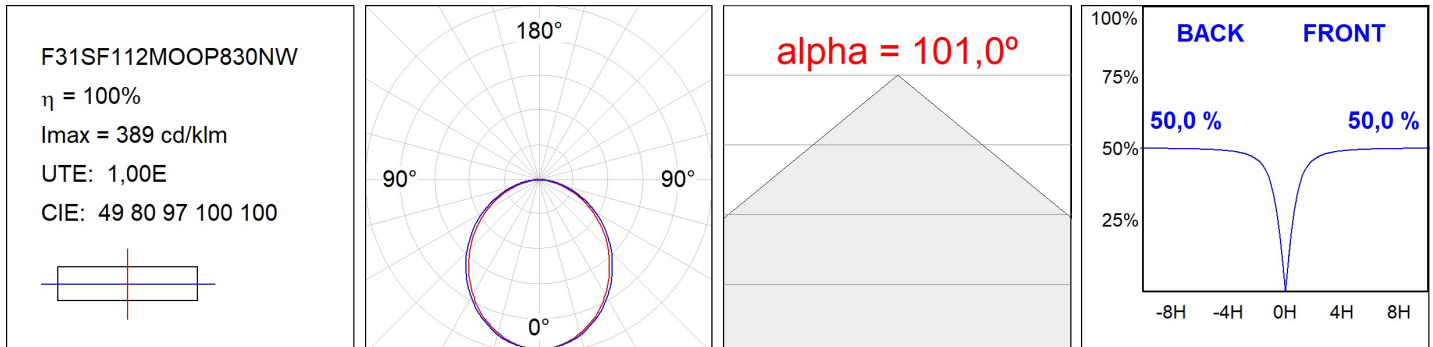 F31SF112MOOP830NW
η = 100%
Imax = 389 cd/klm
UTE: 1,00E
CIE: 49 80 97 100 100
180°
90°
90°
0°
alpha = 101,0º
100%
BACK
FRONT
75%
50,0 %
50,0 %
50%
25%
-8H
-4H
0H
4H
8H